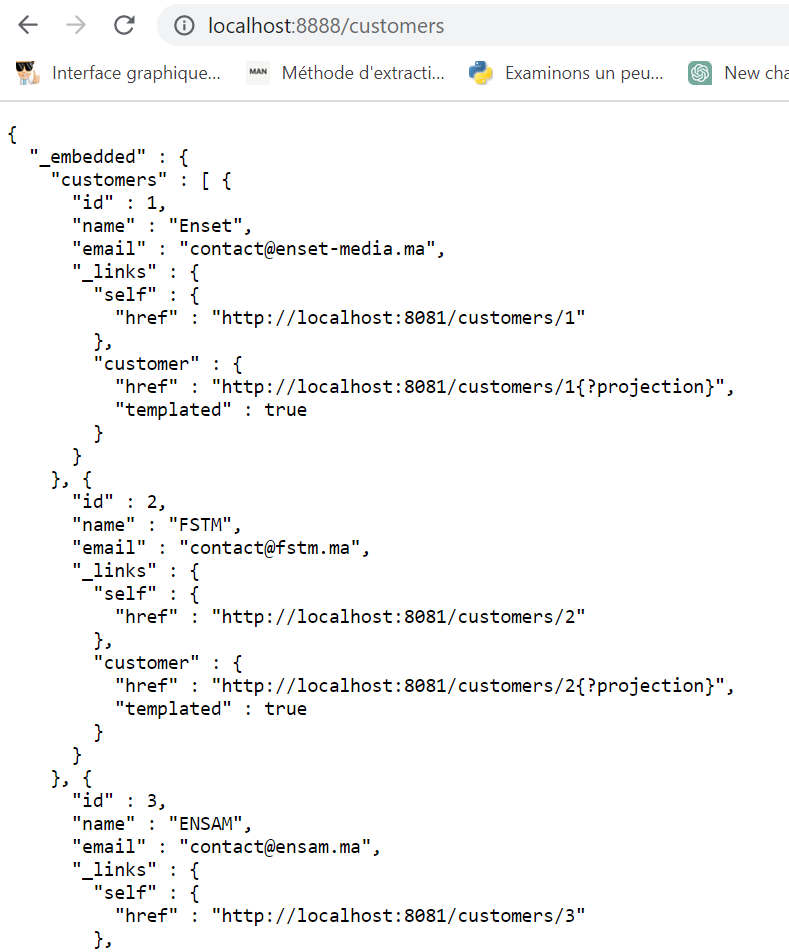 localhost:8888/customers
Interface graphique... MAN Méthode d'extracti... Examinons un peu... New cha
{
  "_embedded" : {
    "customers" : [ {
      "id" : 1,
      "name" : "Enset",
      "email" : "contact@enset-media.ma",
      "_links" : {
        "self" : {
          "href" : "http://localhost:8081/customers/1"
        },
        "customer" : {
          "href" : "http://localhost:8081/customers/1{?projection}",
          "templated" : true
        }
      }
    }, {
      "id" : 2,
      "name" : "FSTM",
      "email" : "contact@fstm.ma",
      "_links" : {
        "self" : {
          "href" : "http://localhost:8081/customers/2"
        },
        "customer" : {
          "href" : "http://localhost:8081/customers/2{?projection}",
          "templated" : true
        }
      }
    }, {
      "id" : 3,
      "name" : "ENSAM",
      "email" : "contact@ensam.ma",
      "_links" : {
        "self" : {
          "href" : "http://localhost:8081/customers/3"
        },